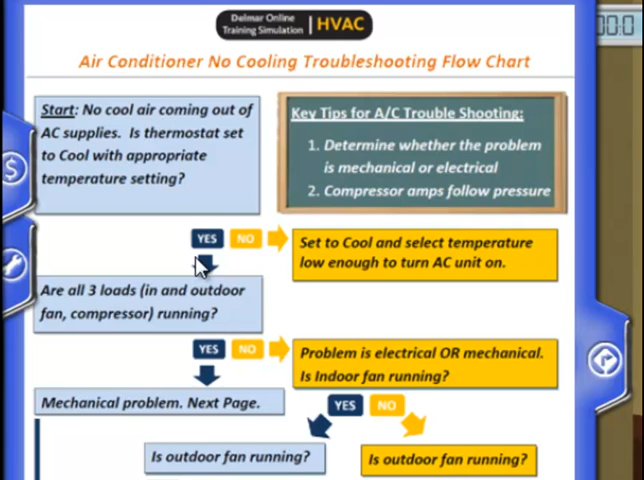 Delmar Online
Training Simulation | HVAC
Air Conditioner No Cooling Troubleshooting Flow Chart
Start: No cool air coming out of
AC supplies. Is thermostat set
to Cool with appropriate
temperature setting?
Key Tips for A/C Trouble Shooting:
1. Determine whether the problem
is mechanical or electrical
2. Compressor amps follow pressure
YES NO
Set to Cool and select temperature
low enough to turn AC unit on.
Are all 3 loads (in and outdoor
fan, compressor) running?
YES NO
Problem is electrical OR mechanical.
Is Indoor fan running?
Mechanical problem. Next Page.
YES NO
Is outdoor fan running?
Is outdoor fan running?